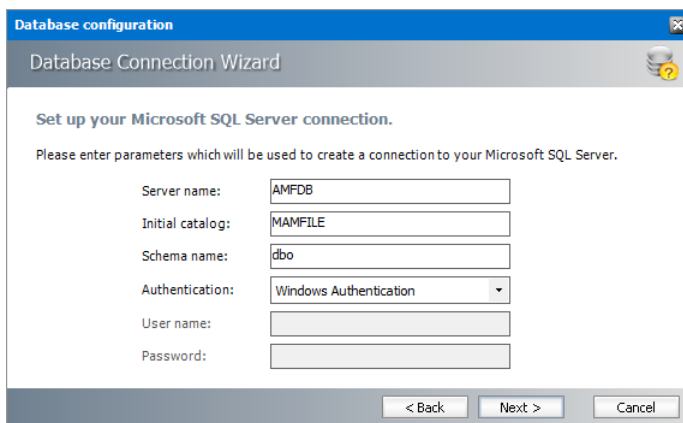 Database configuration
Database Connection Wizard
Set up your Microsoft SQL Server connection.
Please enter parameters which will be used to create a connection to your Microsoft SQL Server.
Server name: AMFDB
Initial catalog: MAMFILE
Schema name: dbo
Authentication: Windows Authentication
User name:
Password:
< Back Next > Cancel